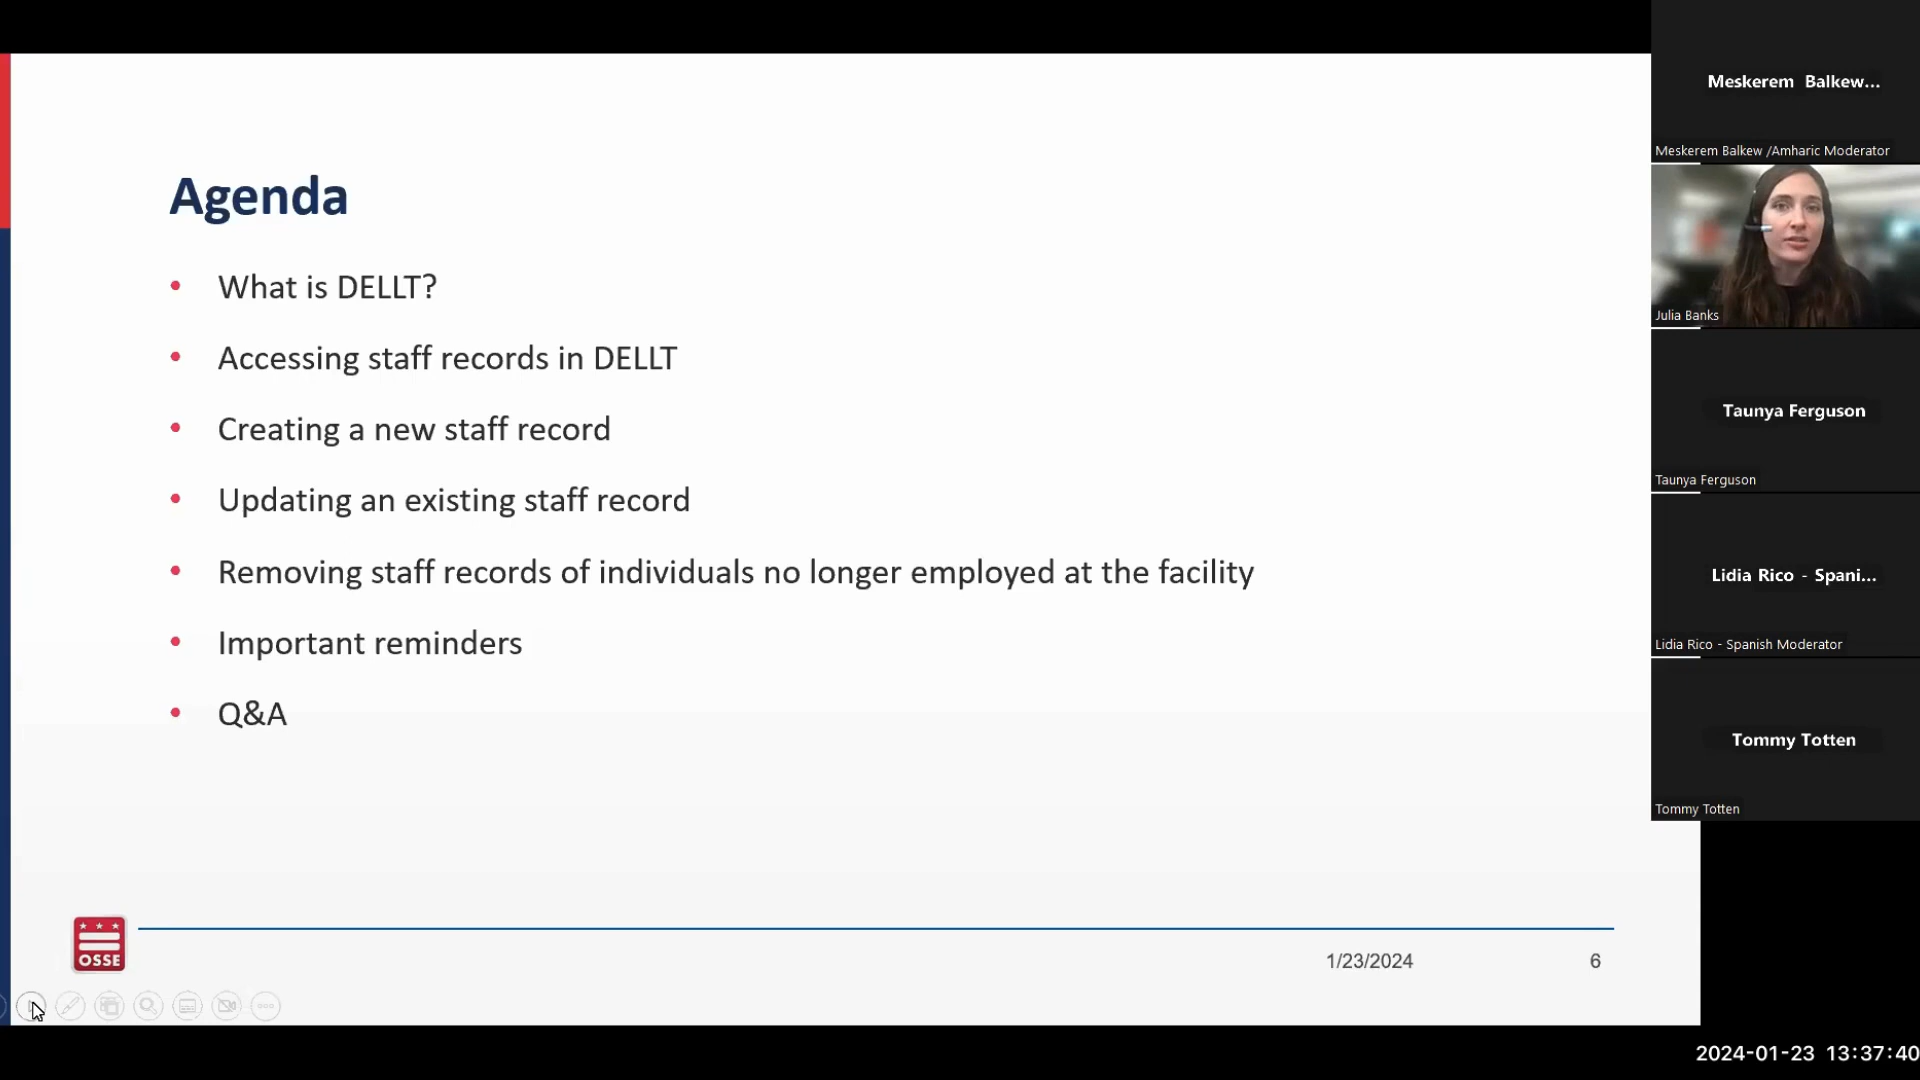 Agenda
• What is DELLT?
• Accessing staff records in DELLT
• Creating a new staff record
• Updating an existing staff record
• Removing staff records of individuals no longer employed at the facility
• Important reminders
• Q&A
OSSE
1/23/2024
6
Meskerem Balkew...
Meskerem Balkew /Amharic Moderator
Julia Banks
Taunya Ferguson
Taunya Ferguson
Lidia Rico - Spani...
Lidia Rico - Spanish Moderator
Tommy Totten
Tommy Totten
2024-01-23 13:37:40